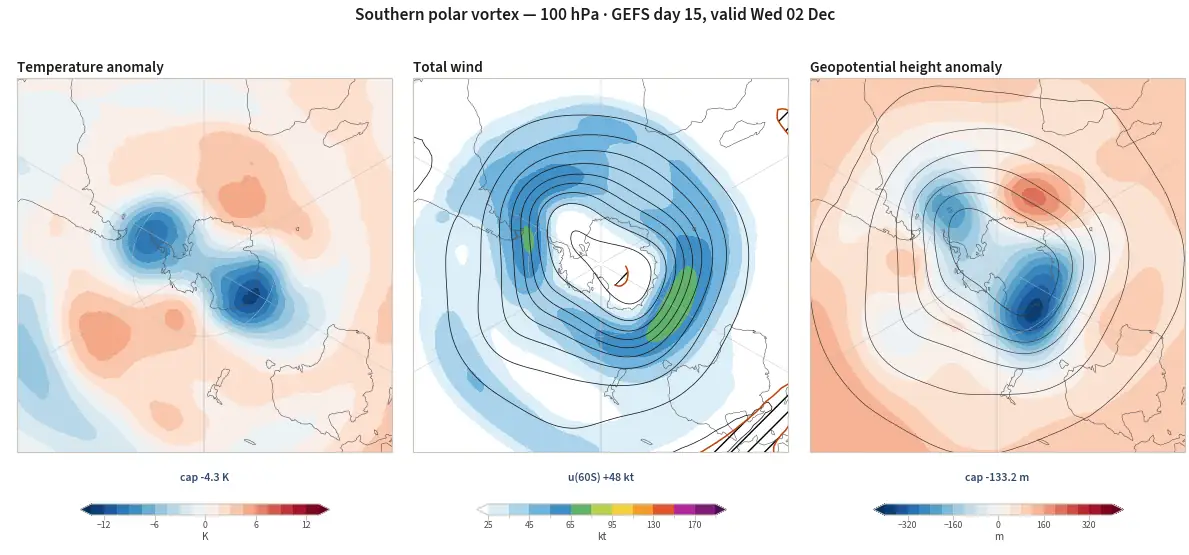 Southern polar vortex — 100 hPa · GEFS day 15, valid Wed 02 Dec
Temperature anomaly
Total wind
Geopotential height anomaly
cap -4.3 K
u(60S) +48 kt
cap -133.2 m
−12 −6 0 6 12
K
25 45 65 95 130 170
kt
−320 −160 0 160 320
m